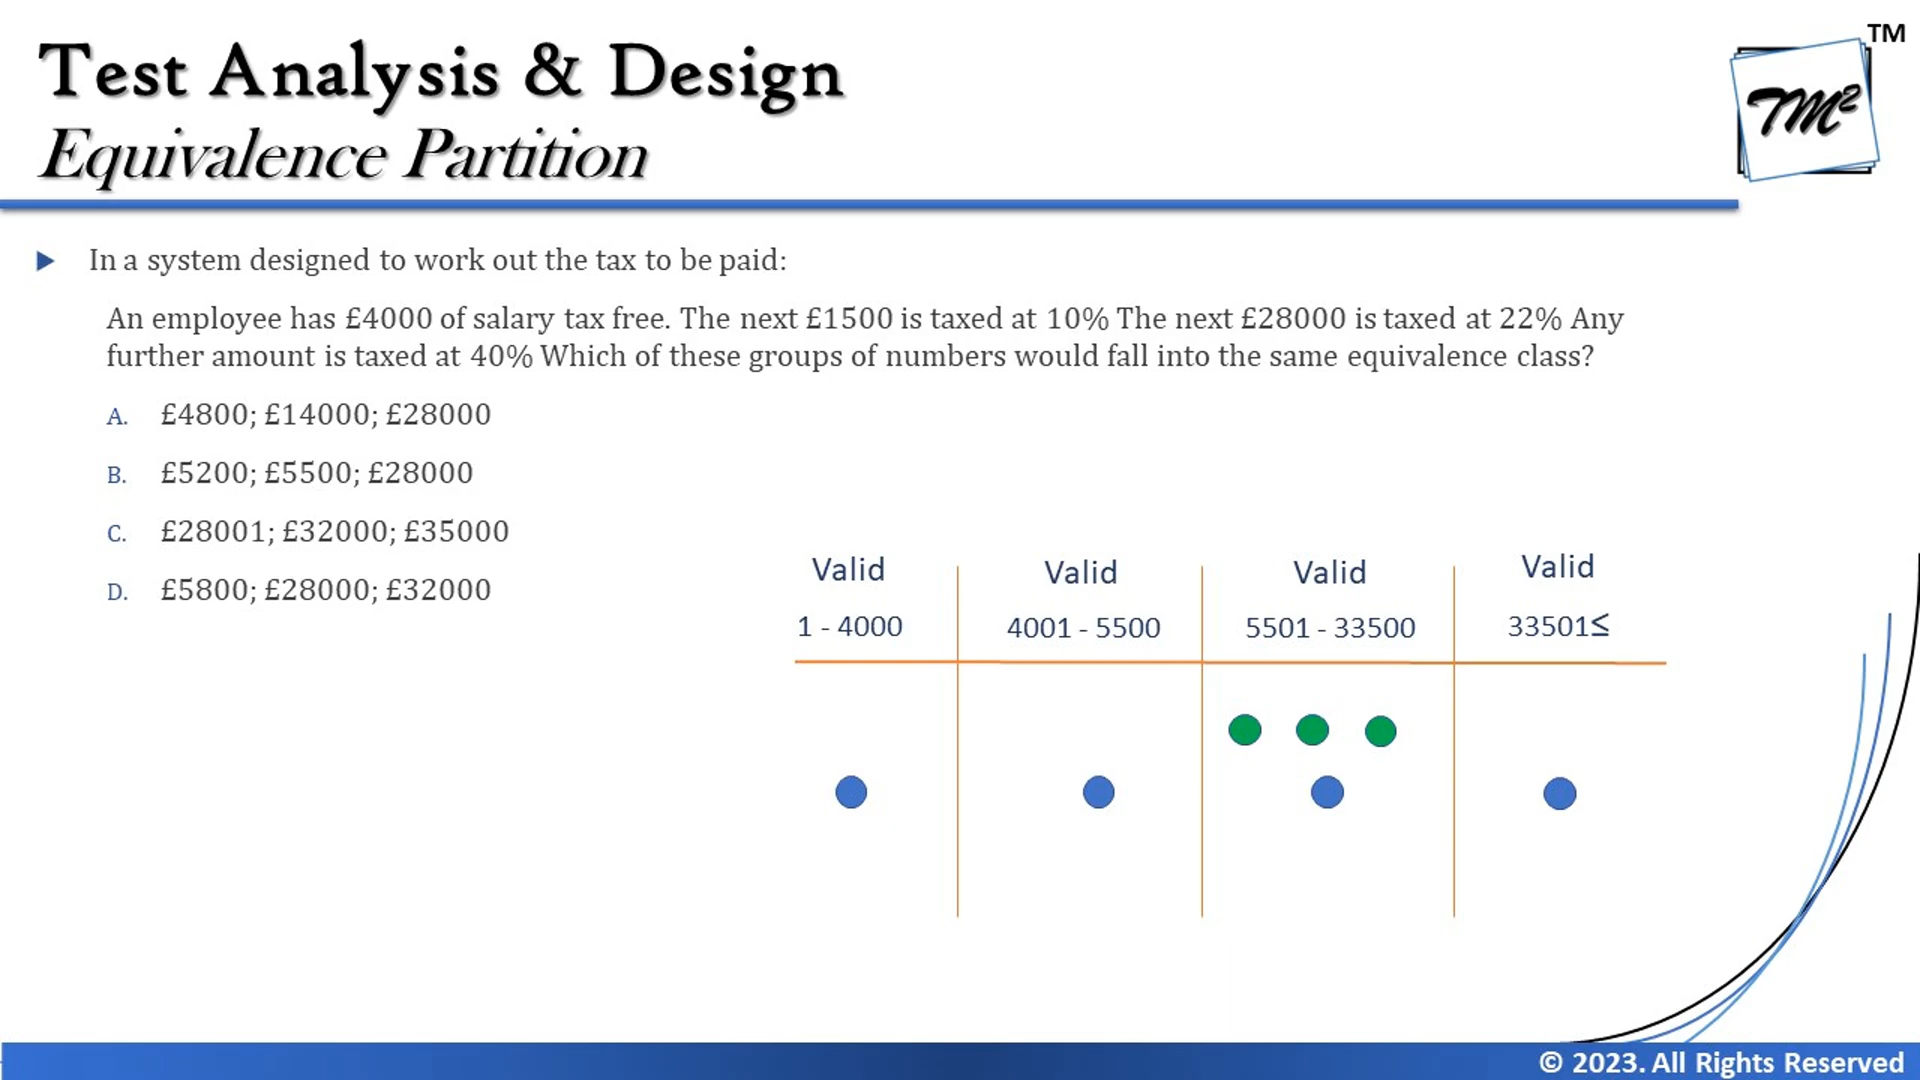 Test Analysis & Design
Equivalence Partition
TM
TM²
In a system designed to work out the tax to be paid:
An employee has £4000 of salary tax free. The next £1500 is taxed at 10% The next £28000 is taxed at 22% Any
further amount is taxed at 40% Which of these groups of numbers would fall into the same equivalence class?
A. £4800; £14000; £28000
B. £5200; £5500; £28000
C. £28001; £32000; £35000
D. £5800; £28000; £32000
Valid Valid Valid Valid
1 - 4000 4001 - 5500 5501 - 33500 33501≤
© 2023. All Rights Reserved